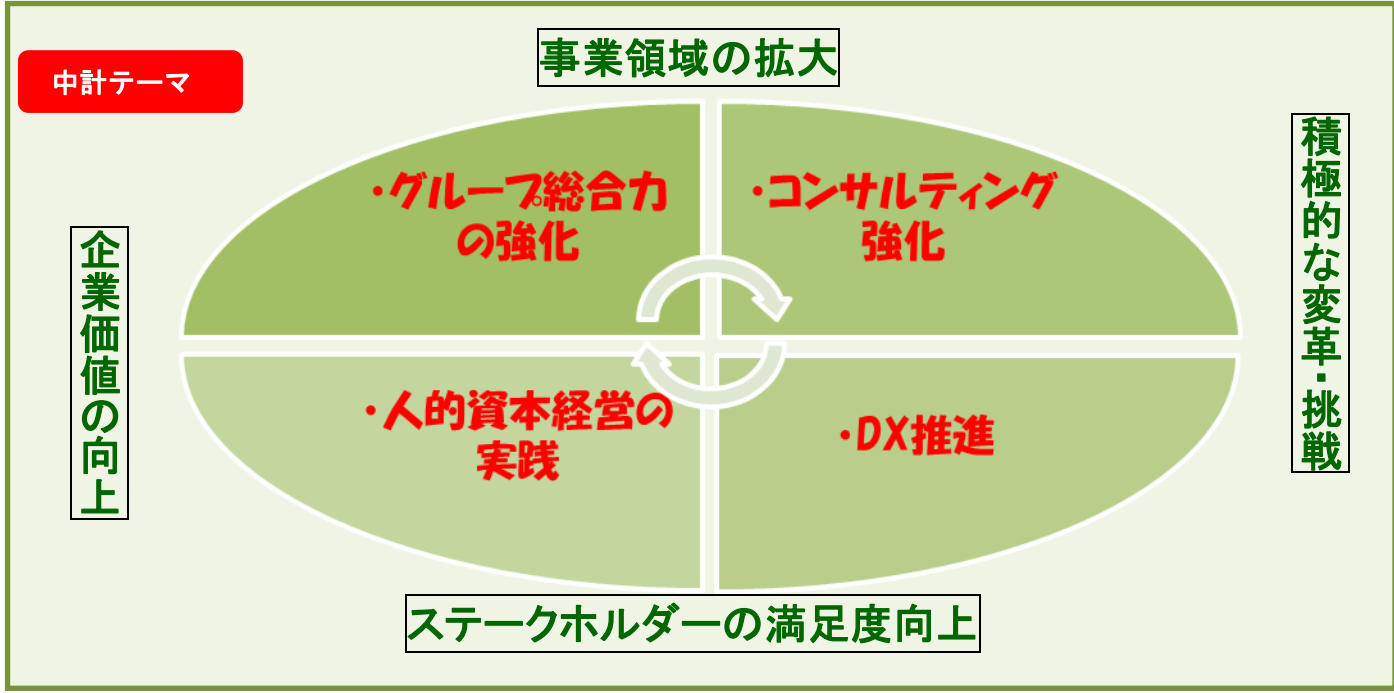 事業領域の拡大
中計テーマ
・グループ総合力
の強化
・コンサルティング
強化
積極的な変革・挑戦
企業価値の向上
・人的資本経営の
実践
・DX推進
ステークホルダーの満足度向上